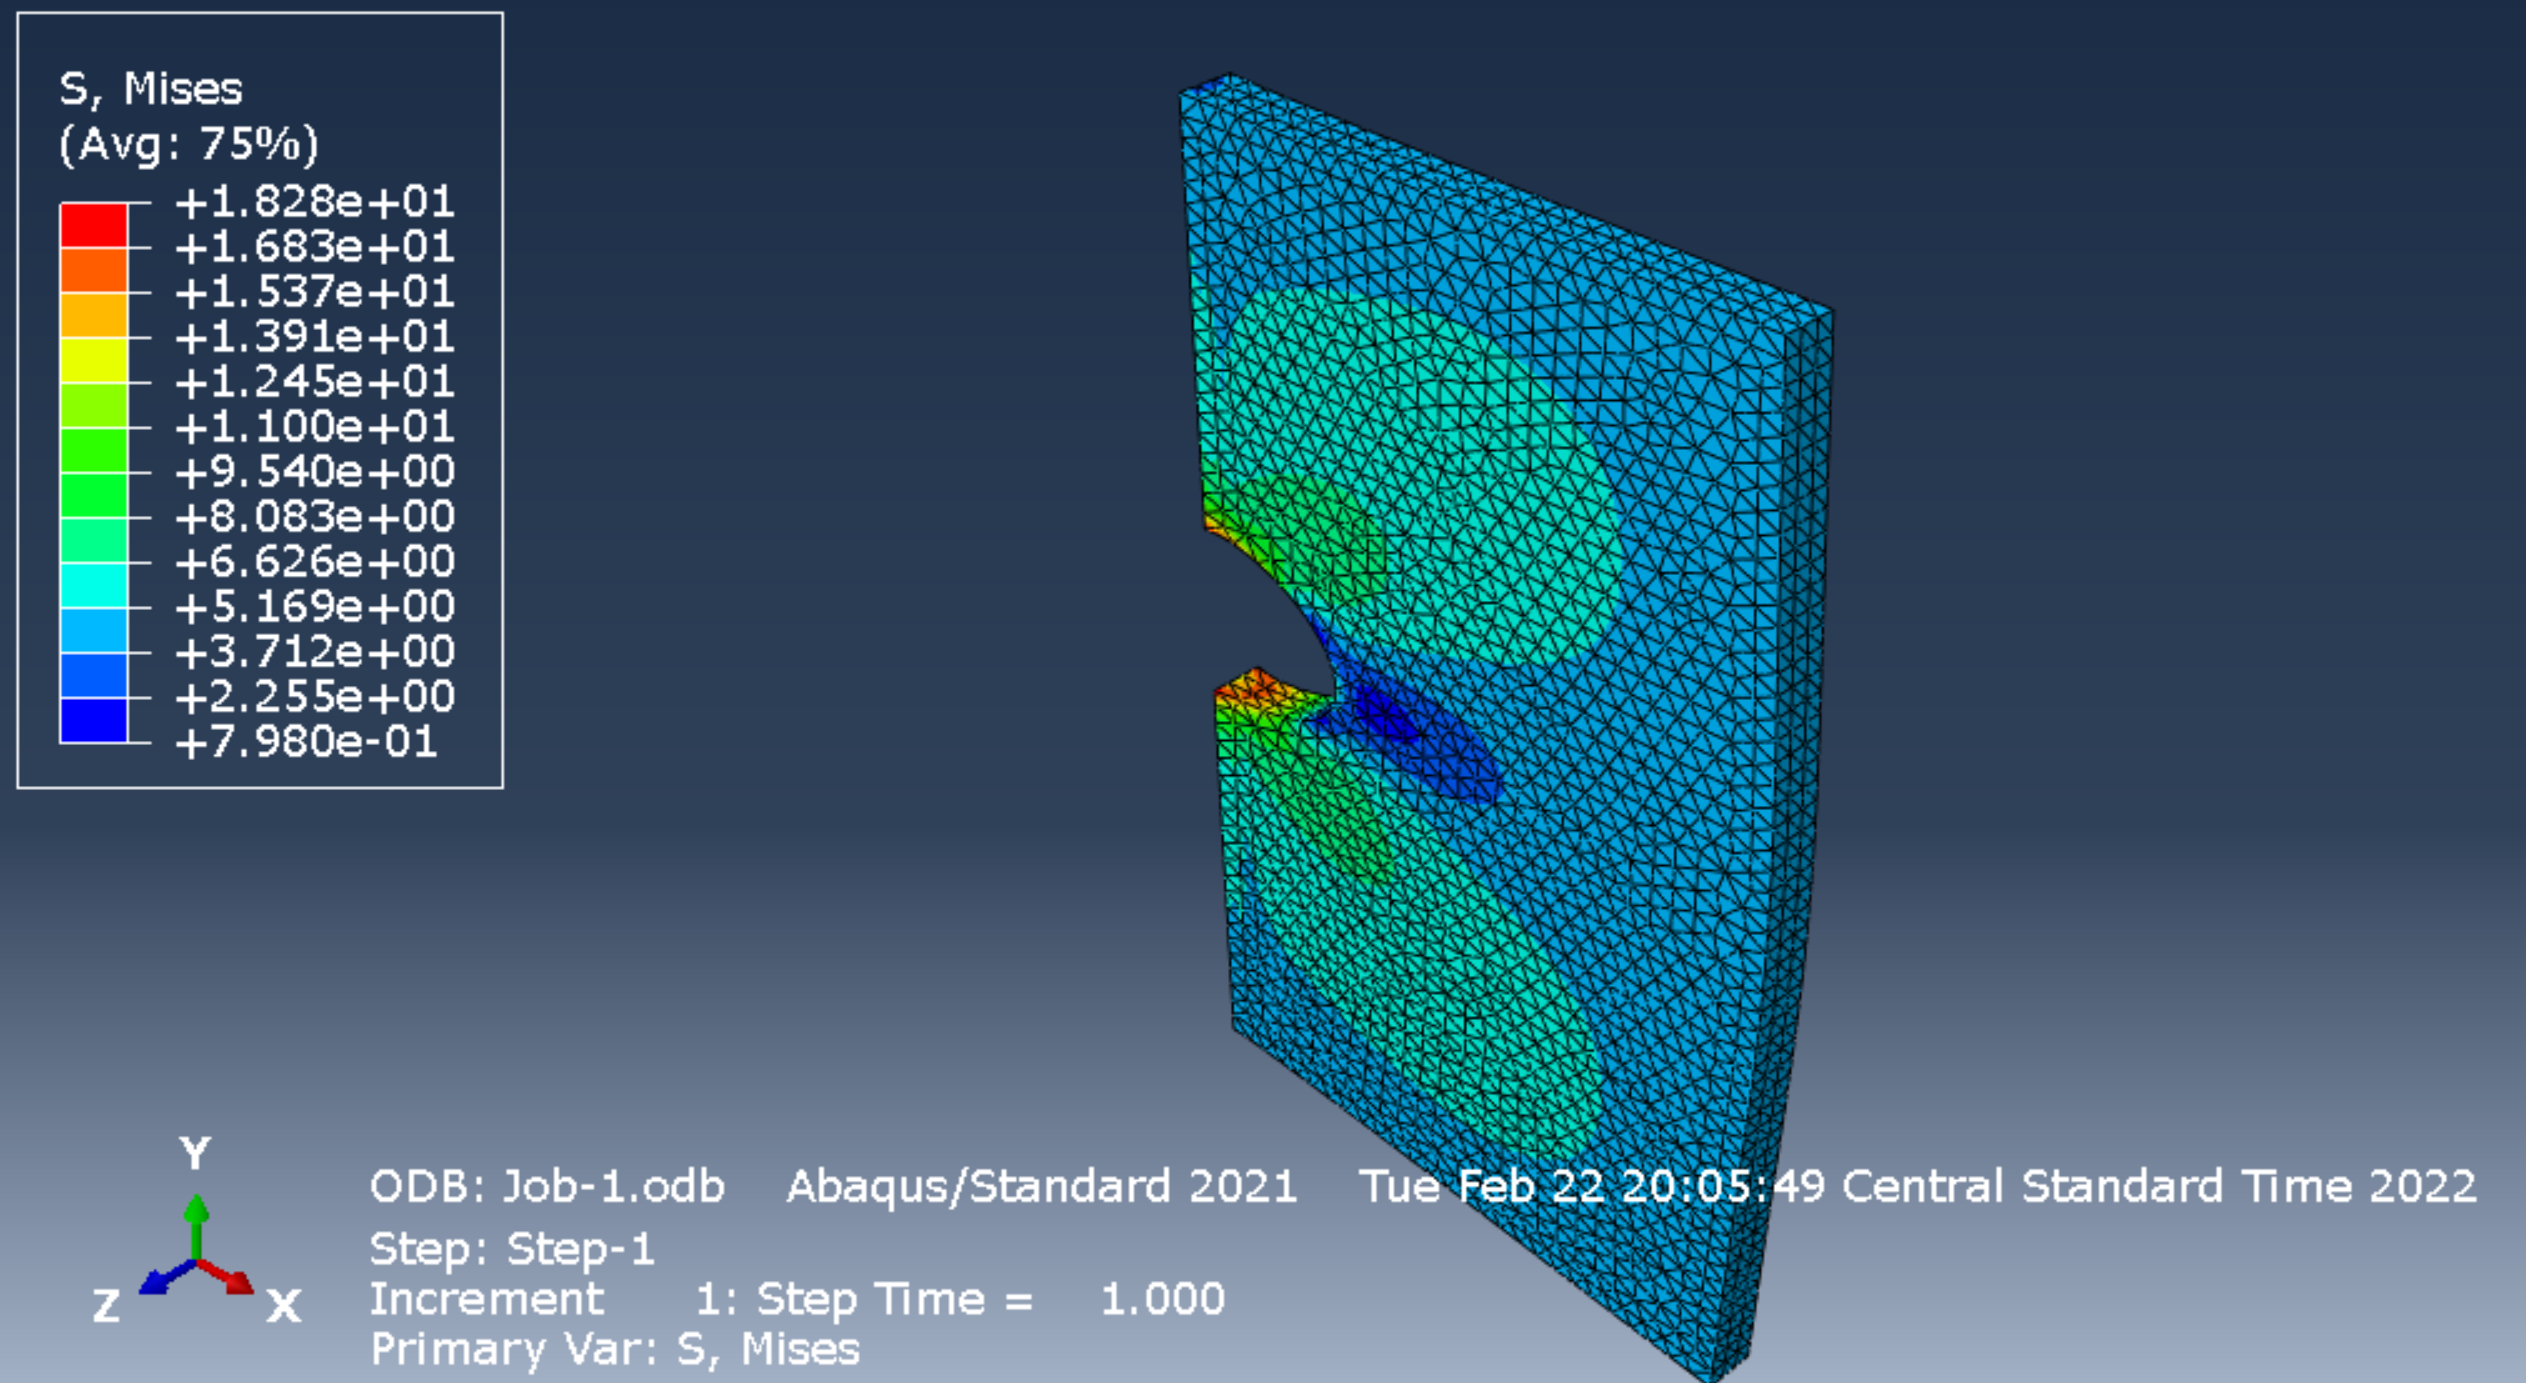 S, Mises
(Avg: 75%)
+1.828e+01
+1.683e+01
+1.537e+01
+1.391e+01
+1.245e+01
+1.100e+01
+9.540e+00
+8.083e+00
+6.626e+00
+5.169e+00
+3.712e+00
+2.255e+00
+7.980e-01
Y
Z
X
ODB: Job-1.odb Abaqus/Standard 2021 Tue Feb 22 20:05:49 Central Standard Time 2022
Step: Step-1
Increment 1: Step Time = 1.000
Primary Var: S, Mises